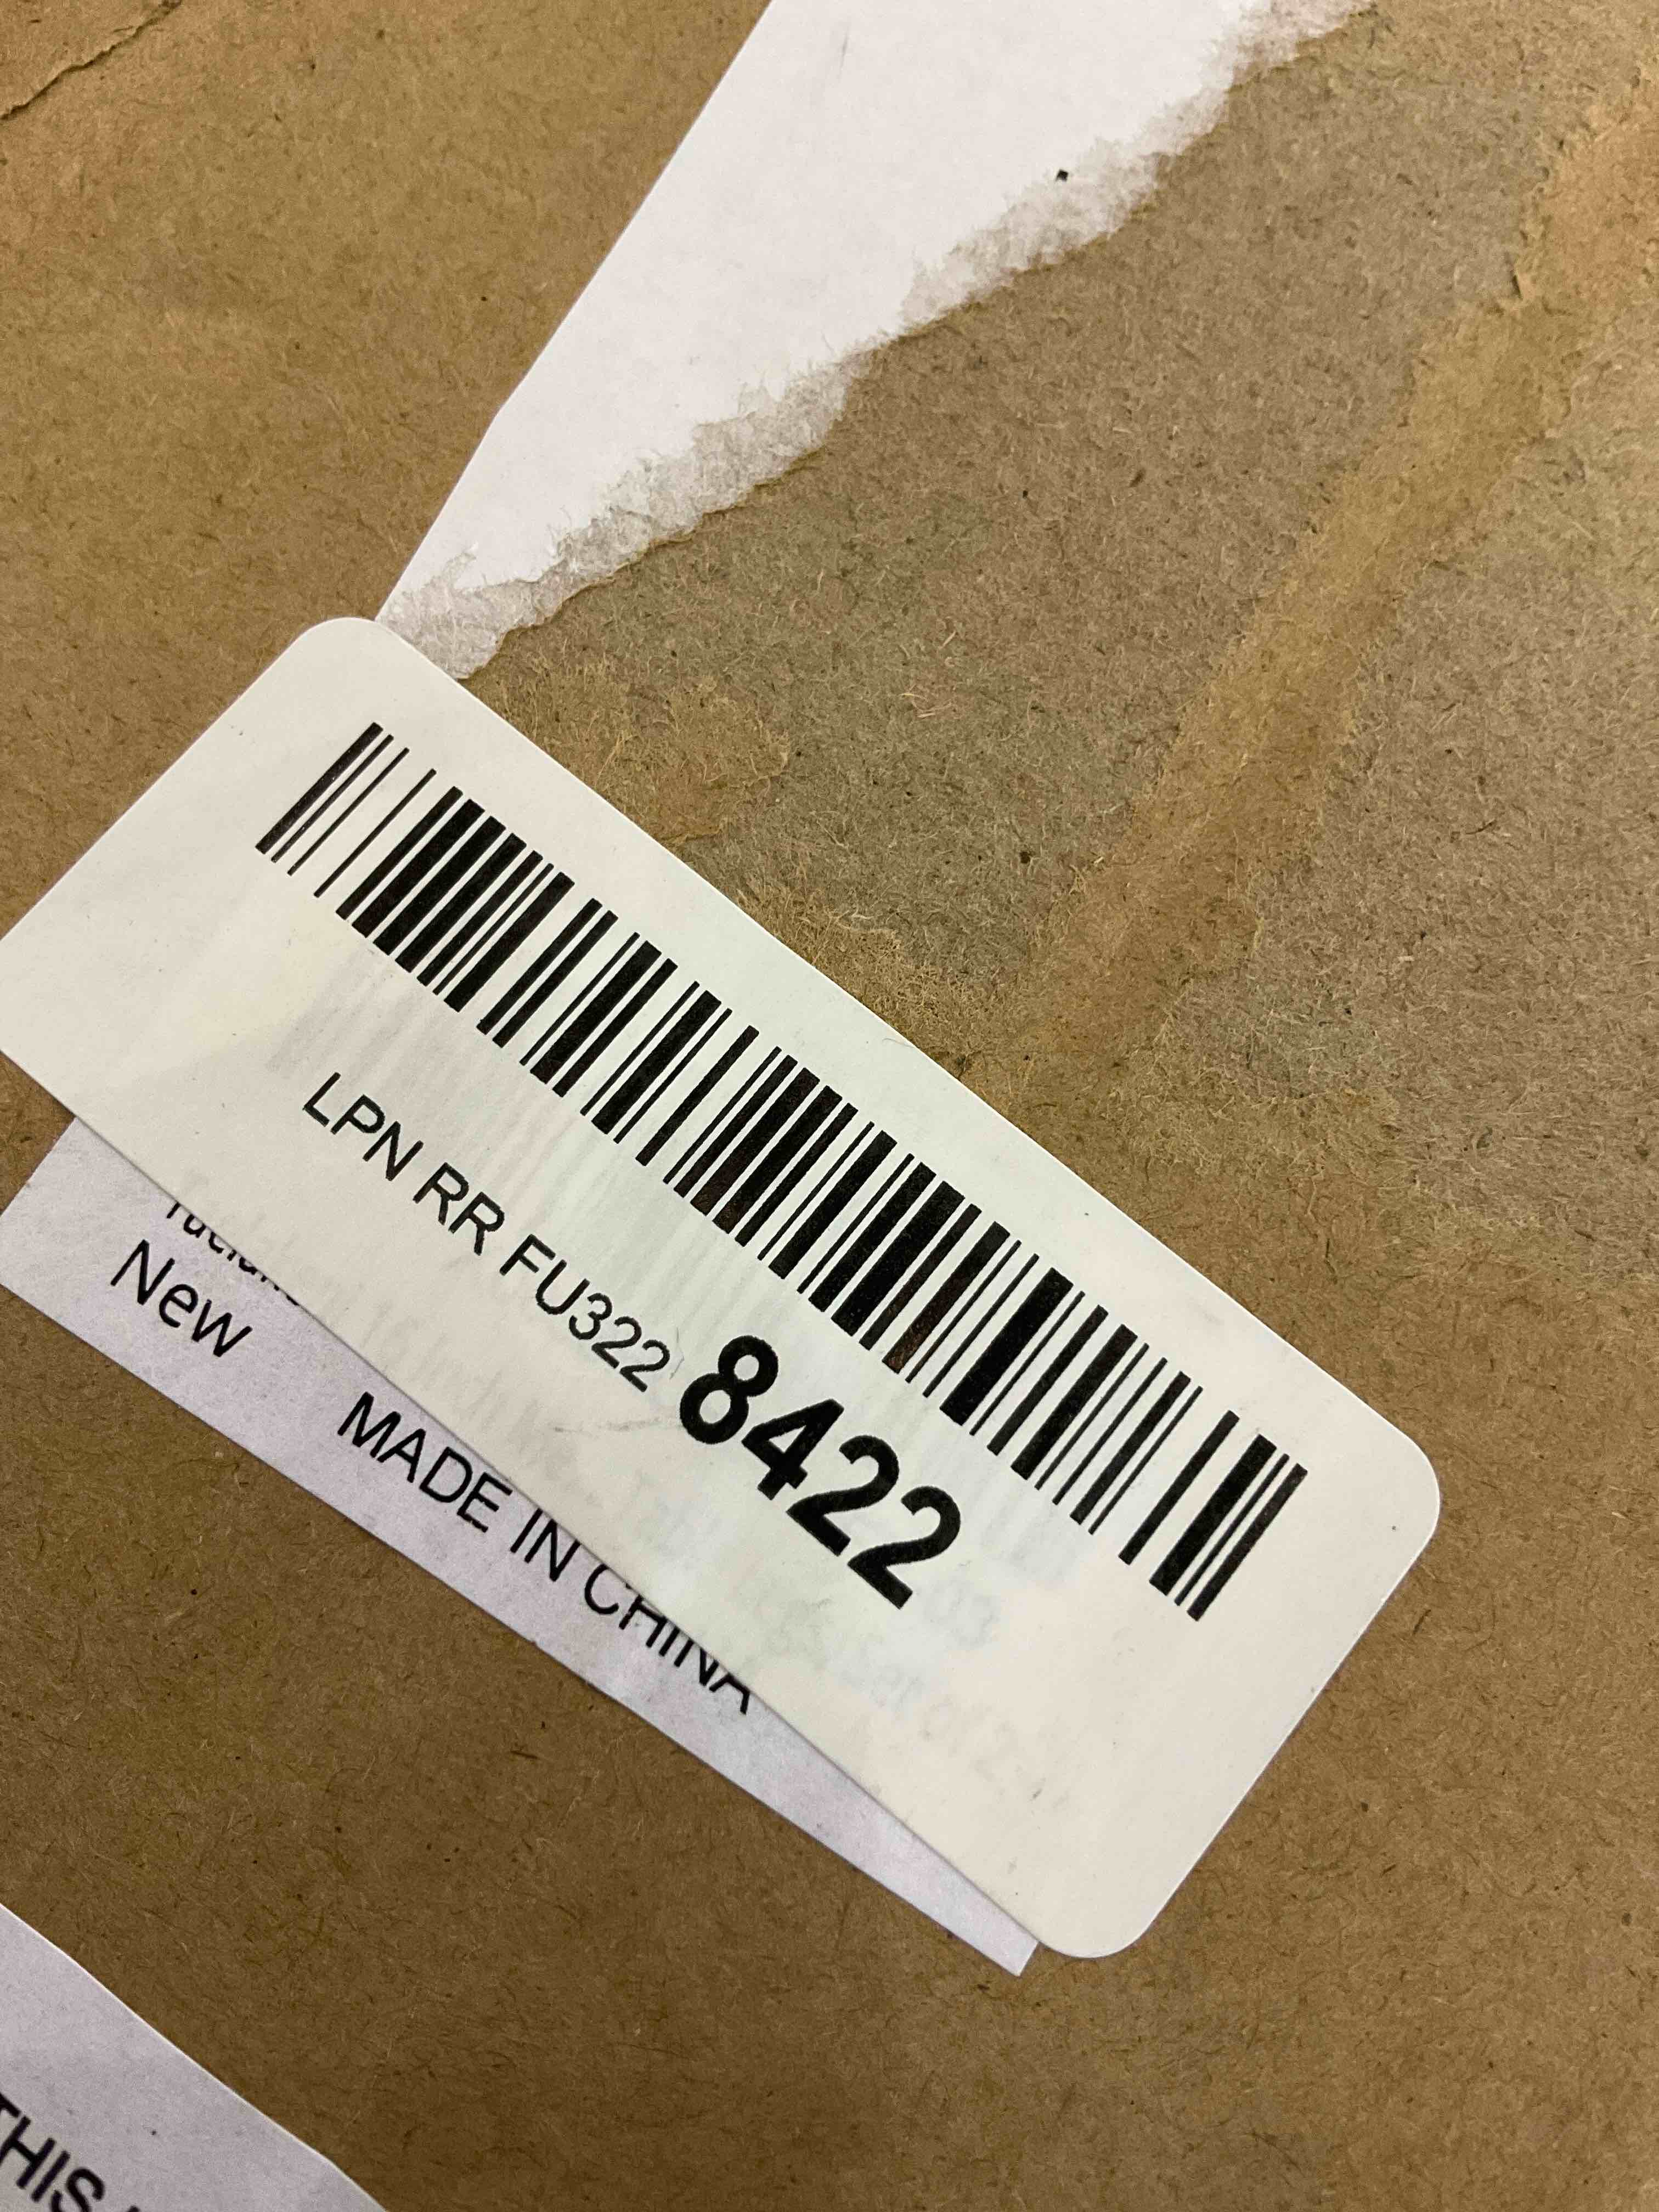 LPN RR FU322 8422
New
MADE IN CHINA
THIS